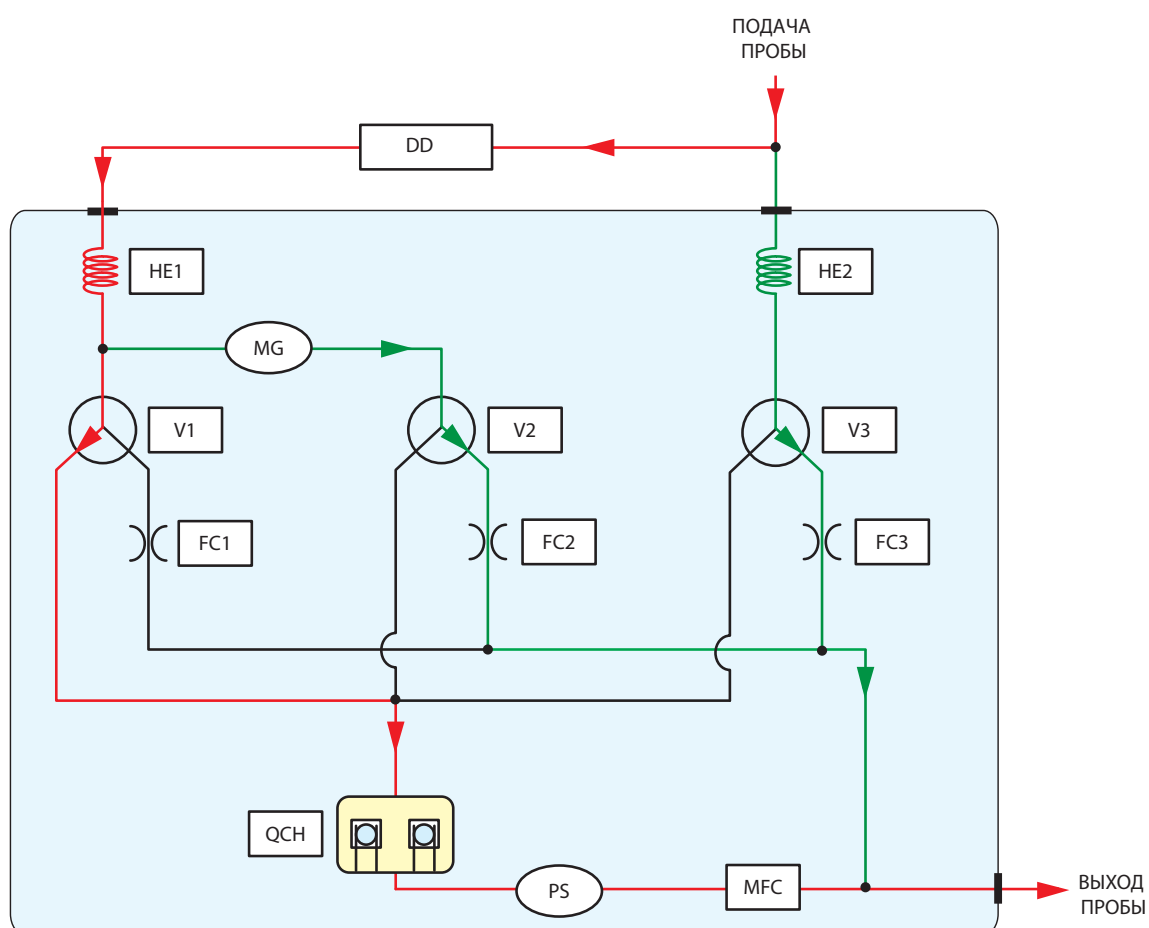 ПОДАЧА
ПРОБЫ
DD
HE1
HE2
MG
V1
V2
V3
FC1
FC2
FC3
QCH
PS
MFC
ВЫХОД
ПРОБЫ